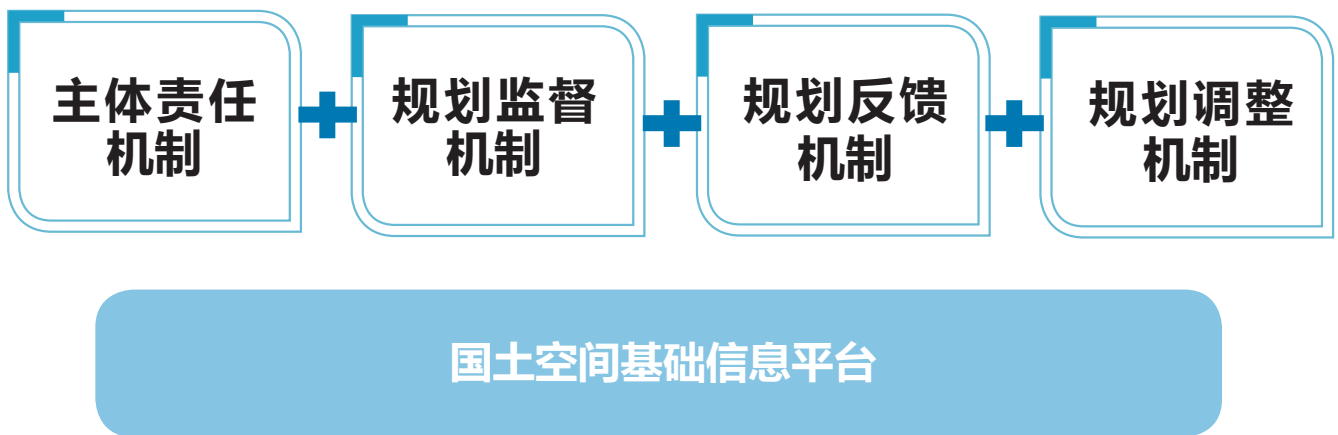 主体责任
机制
规划监督
机制
规划反馈
机制
规划调整
机制
国土空间基础信息平台